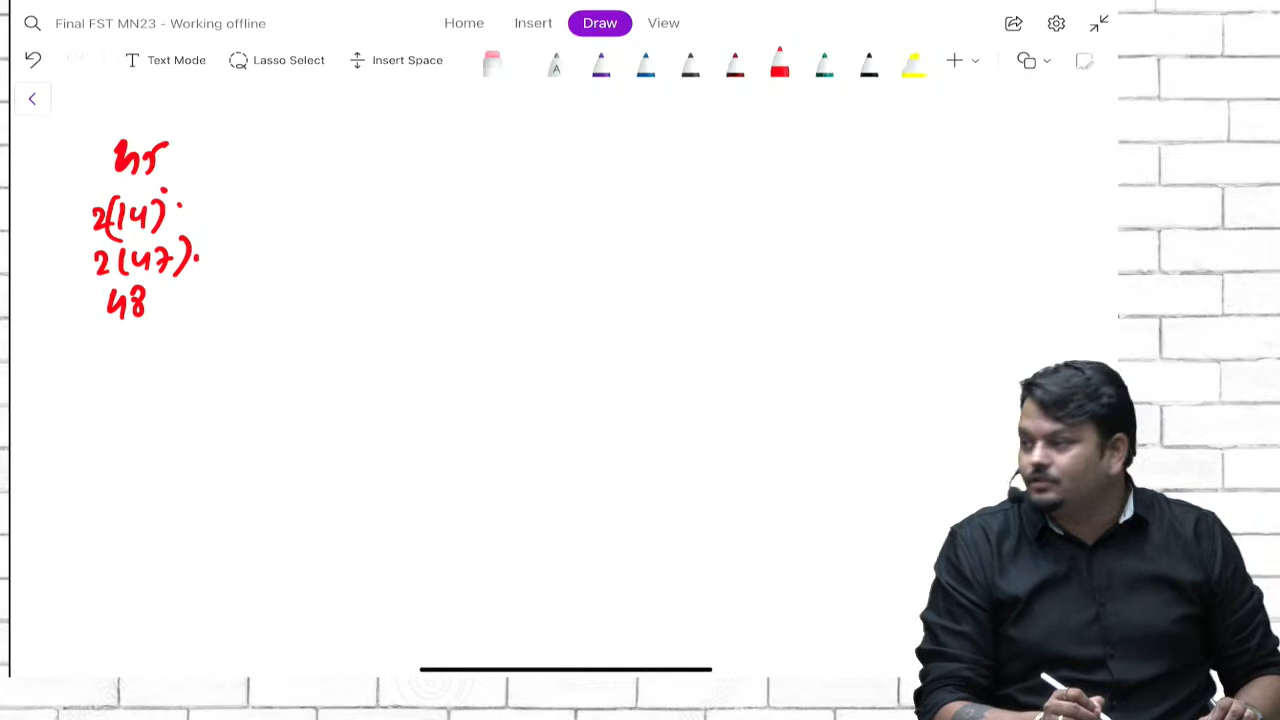 Final FST MN23 - Working offline
Home Insert Draw View
Text Mode Lasso Select Insert Space
45
2(14)
2(47).
48